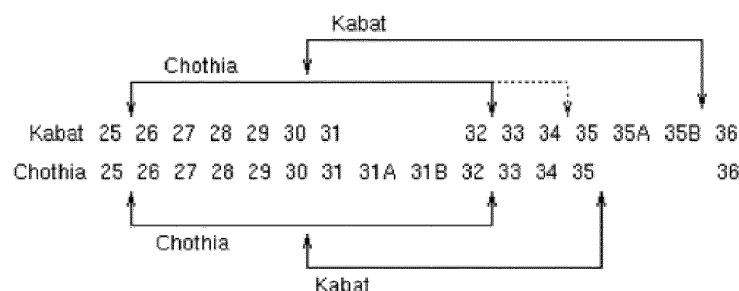 Kabat
Chothia
Kabat 25 26 27 28 29 30 31 32 33 34 35 35A 35B 36
Chothia 25 26 27 28 29 30 31 31A 31B 32 33 34 35 36
Chothia
Kabat